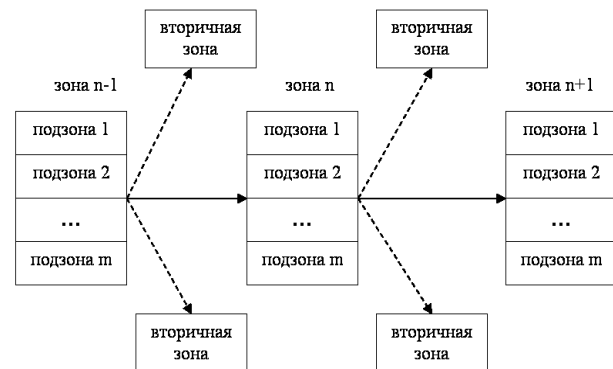 вторичная
зона
вторичная
зона
зона n-1
зона n
зона n+1
подзона 1
подзона 1
подзона 1
подзона 2
подзона 2
подзона 2
...
...
...
подзона m
подзона m
подзона m
вторичная
зона
вторичная
зона